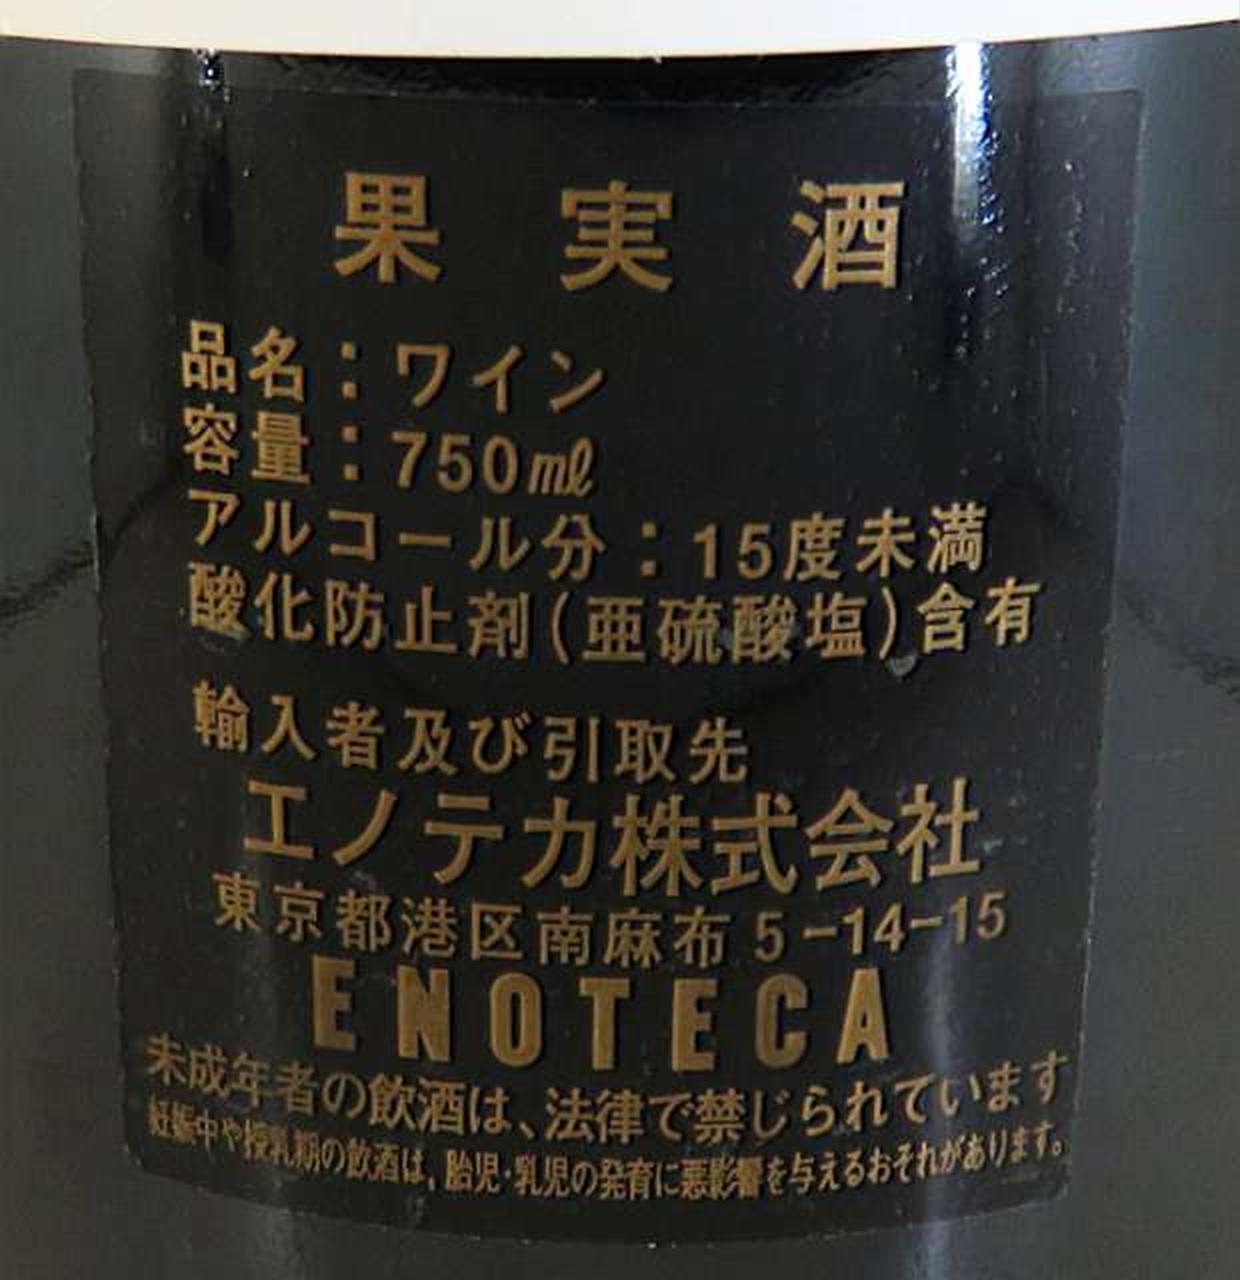 果実酒
品名：ワイン
容量：750㎖
アルコール分：15度未満
酸化防止剤(亜硫酸塩)含有
輸入者及び引取先
エノテカ株式会社
東京都港区南麻布5-14-15
ENOTECA
未成年者の飲酒は、法律で禁じられています
妊娠中や授乳期の飲酒は、胎児・乳児の発育に悪影響を与えるおそれがあります。